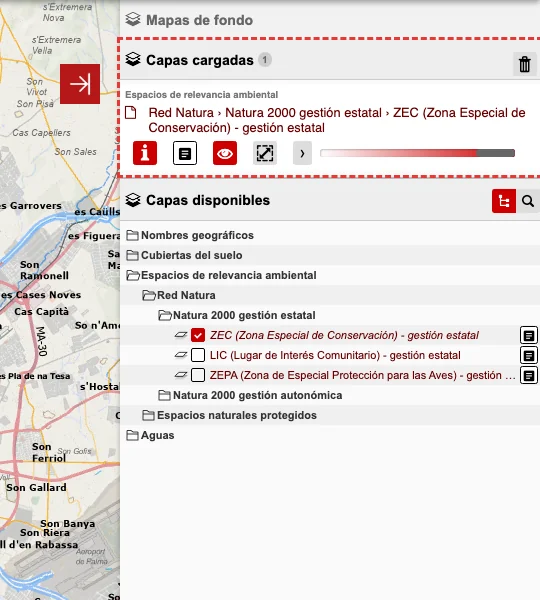 Mapas de fondo
Capas cargadas 1
Espacios de relevancia ambiental
Red Natura › Natura 2000 gestión estatal › ZEC (Zona Especial de
Conservación) - gestión estatal
Capas disponibles
Nombres geográficos
Cubiertas del suelo
Espacios de relevancia ambiental
Red Natura
Natura 2000 gestión estatal
ZEC (Zona Especial de Conservación) - gestión estatal
LIC (Lugar de Interés Comunitario) - gestión estatal
ZEPA (Zona de Especial Protección para las Aves) - gestión ...
Natura 2000 gestión autonómica
Espacios naturales protegidos
Aguas
s'Extremera
Nova
s'Extremera
Vella
Son
Vivot
Son Pisà
Cas Capellers
Son Sales
es Garrovers
es Caülls
es Figuera
Son
Ramonell
Sa
Ma
es Cases Noves
Cas Capità
So n'Ame
MA-30
es Pla de na Tesa
s'Hostal
Son
Ferriol
Son Gofis
Son Gallard
Son Banya
Son Riera
ll d'en Rabassa
Aeroport
de Palma